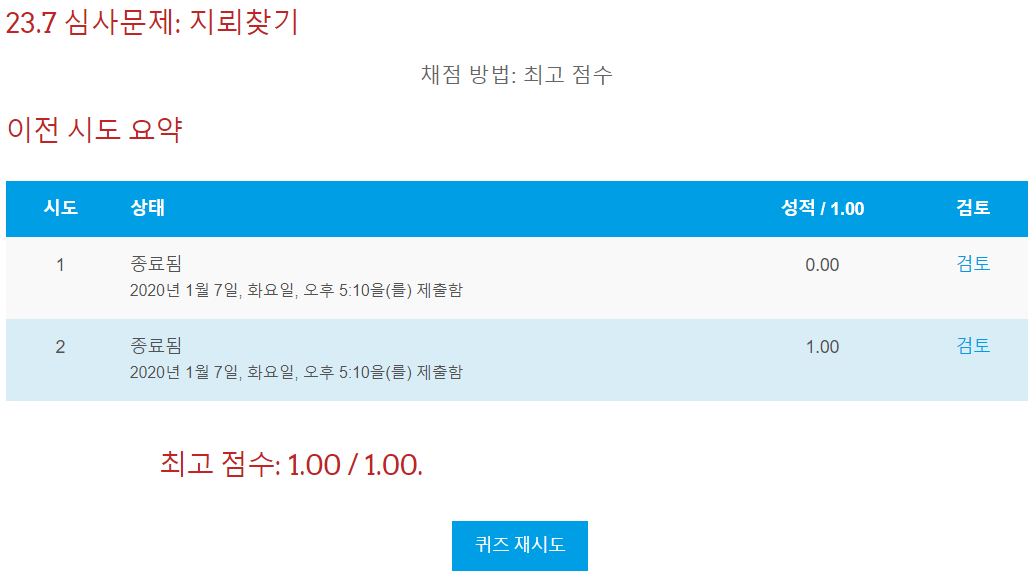 23.7 심사문제: 지뢰찾기
채점 방법: 최고 점수
이전 시도 요약
시도 상태 성적 / 1.00 검토
1 종료됨 0.00 검토
2020년 1월 7일, 화요일, 오후 5:10을(를) 제출함
2 종료됨 1.00 검토
2020년 1월 7일, 화요일, 오후 5:10을(를) 제출함
최고 점수: 1.00 / 1.00.
퀴즈 재시도